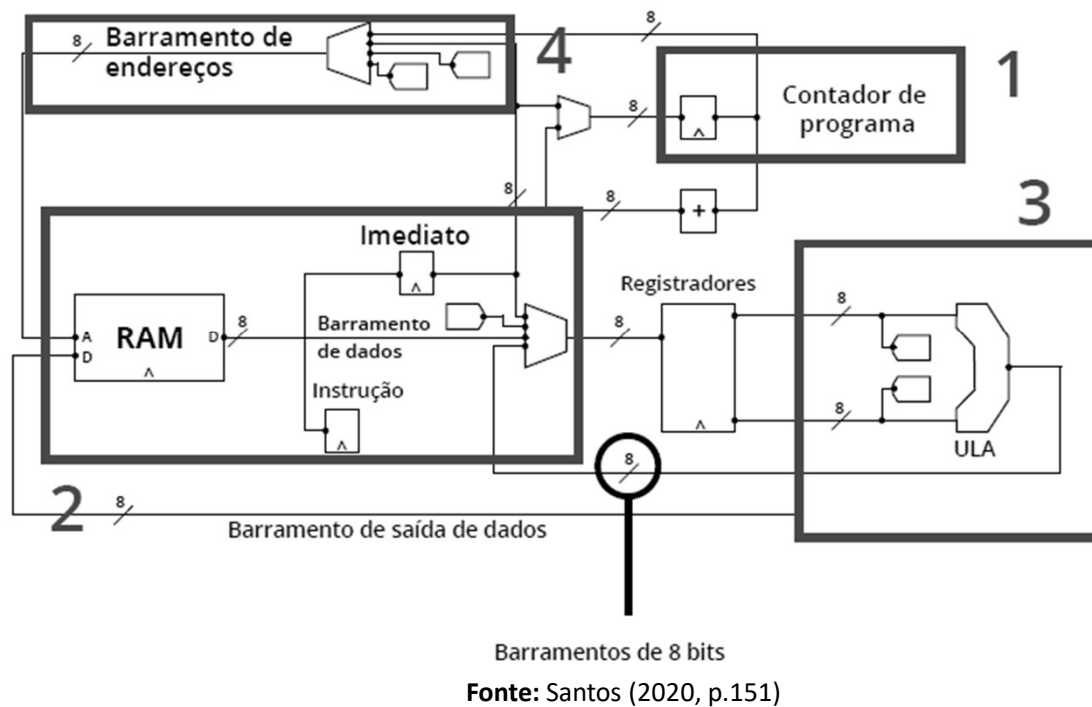 8
Barramento de
endereços
4
8
1
8
Contador de
programa
8
8
+
3
Imediato
Registradores
8
A
RAM
D
8
D
^
Barramento
de dados
8
Instrução
8
ULA
8
2
8
Barramento de saída de dados
Barramentos de 8 bits
Fonte: Santos (2020, p.151)